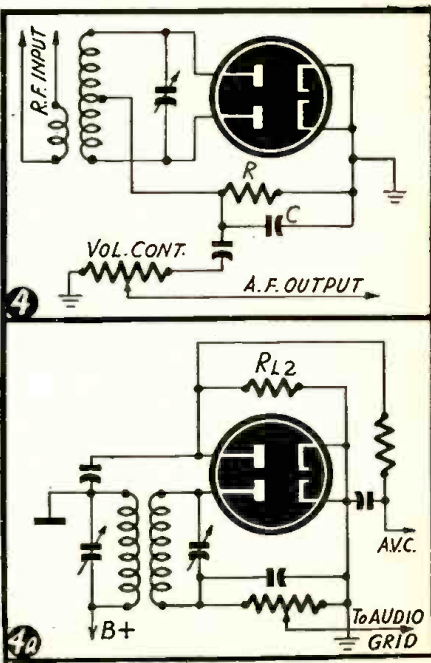 R.F. INPUT
R
C
VOL. CONT.
A.F. OUTPUT
4
RL2
A.V.C.
B+
TO AUDIO
GRID
4a